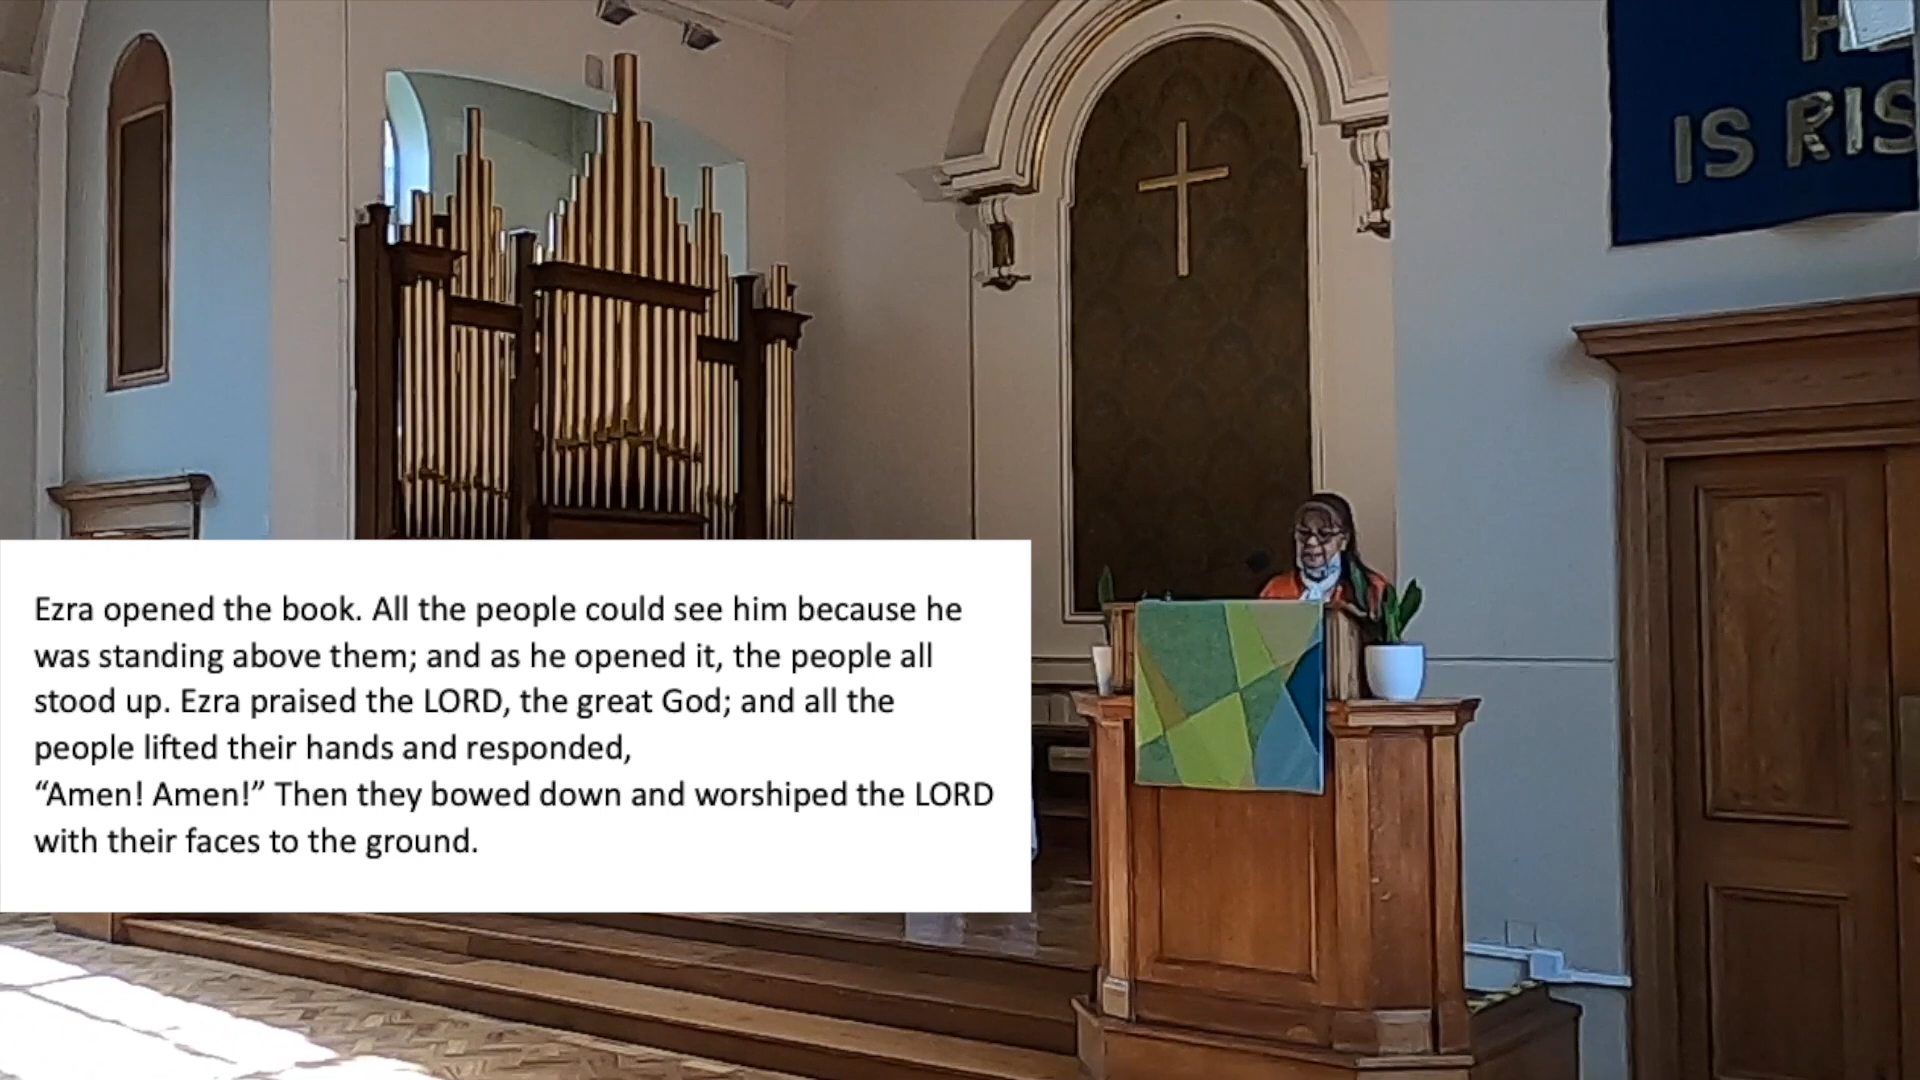 Ezra opened the book. All the people could see him because he
was standing above them; and as he opened it, the people all
stood up. Ezra praised the LORD, the great God; and all the
people lifted their hands and responded,
“Amen! Amen!” Then they bowed down and worshiped the LORD
with their faces to the ground.
IS RIS